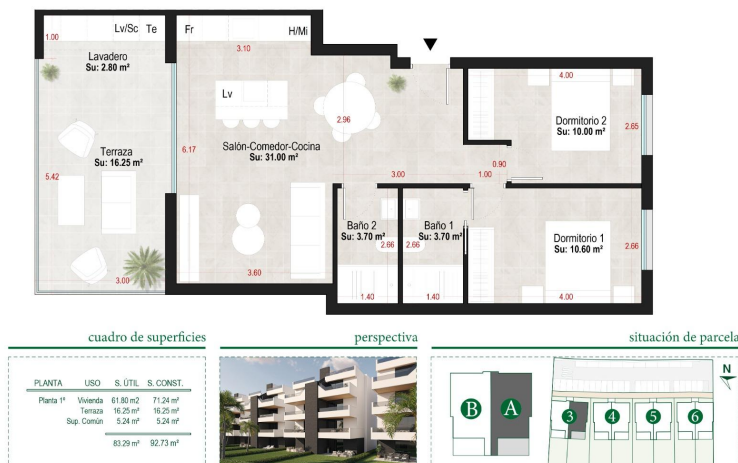 1.00
Lv/Sc Te
Fr
H/Mi
3.10
Lavadero
Su: 2.80 m²
Lv
4.00
2.96
Dormitorio 2
Su: 10.00 m²
2.65
Terraza
Su: 16.25 m²
6.17
Salón-Comedor-Cocina
Su: 31.00 m²
0.90
5.42
3.00
1.00
Baño 2
Su: 3.70 m²
Baño 1
Su: 3.70 m²
2.66
2.66
Dormitorio 1
Su: 10.60 m²
2.66
3.00
3.60
1.40
1.40
4.00
cuadro de superficies
PLANTA USO S. ÚTIL S. CONST.
Planta 1ª Vivienda 61.80 m2 71.24 m²
Terraza 16.25 m² 16.25 m²
Sup. Común 5.24 m² 5.24 m²
83.29 m² 92.73 m²
perspectiva
situación de parcela
B
A
3
4
5
6
N